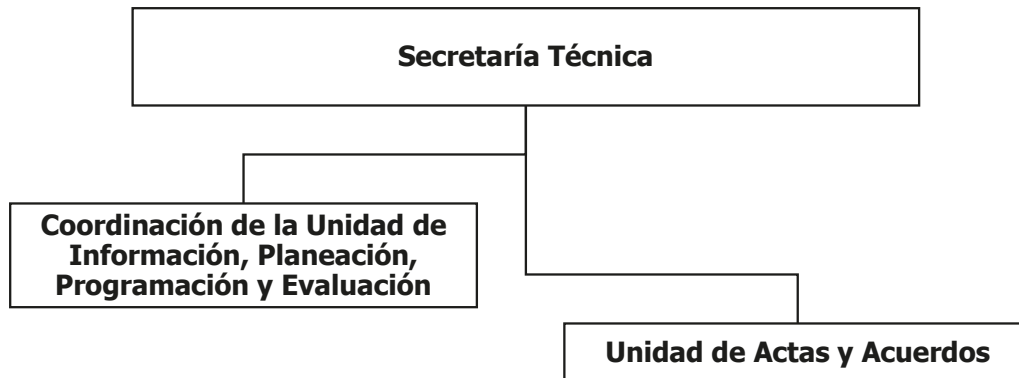 Secretaría Técnica
Coordinación de la Unidad de
Información, Planeación,
Programación y Evaluación
Unidad de Actas y Acuerdos